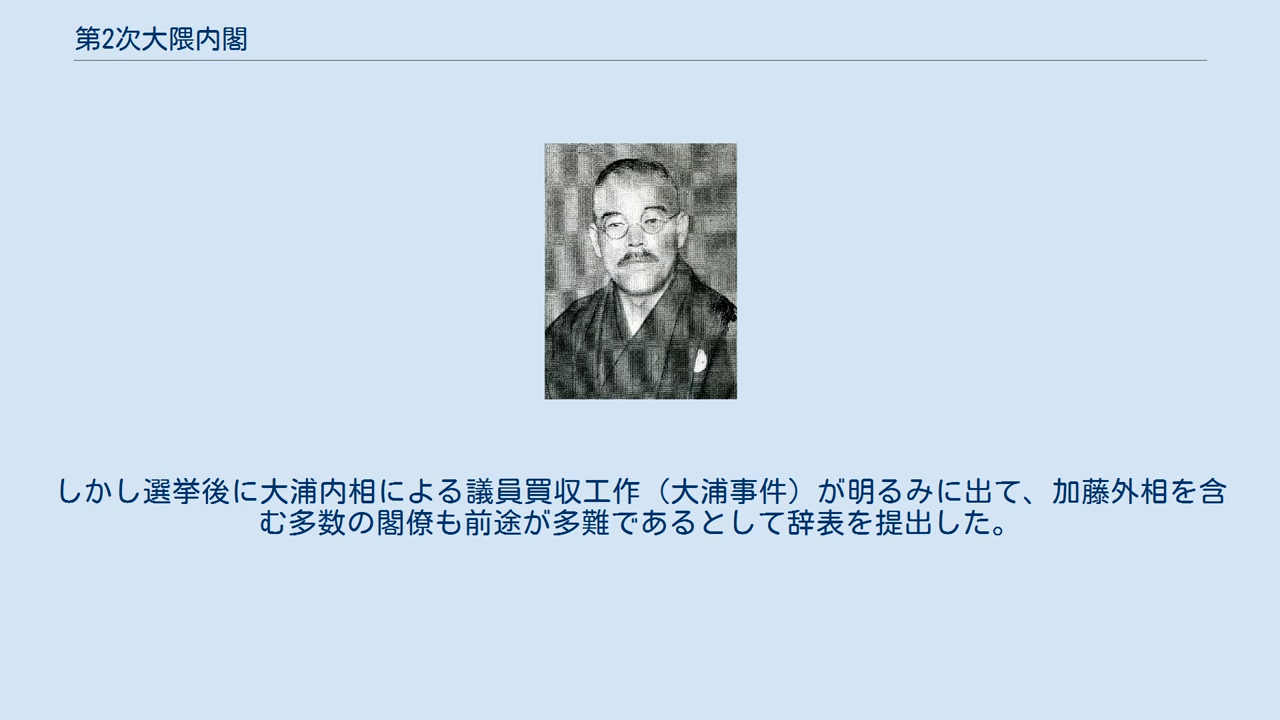 第2次大隈内閣
しかし選挙後に大浦内相による議員買収工作（大浦事件）が明るみに出て、加藤外相を含
む多数の閣僚も前途が多難であるとして辞表を提出した。